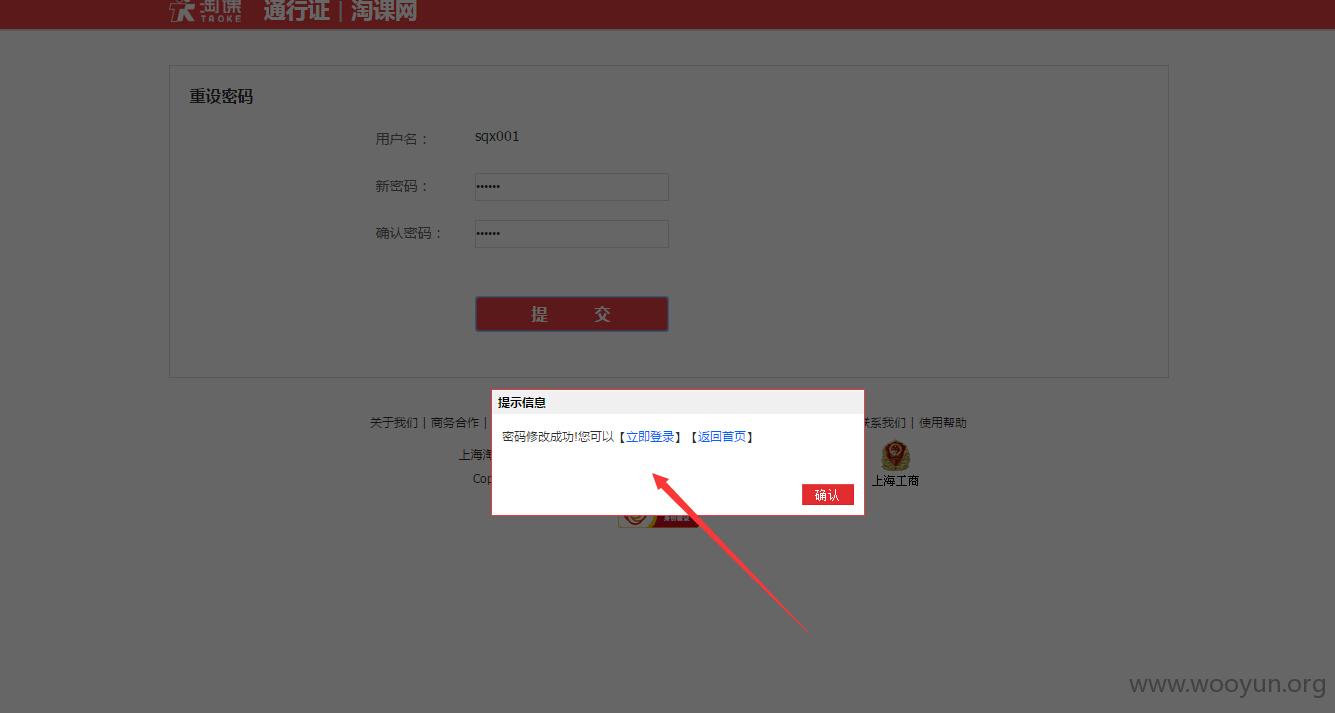 淘课 TAOKE 通行证 | 淘课网
重设密码
用户名： sqx001
新密码： ••••••
确认密码： ••••••
提 交
提示信息
密码修改成功!您可以【立即登录】【返回首页】
确认
关于我们 | 商务合作 | 联系我们 | 使用帮助
上海淘
Cop
上海工商
www.wooyun.org